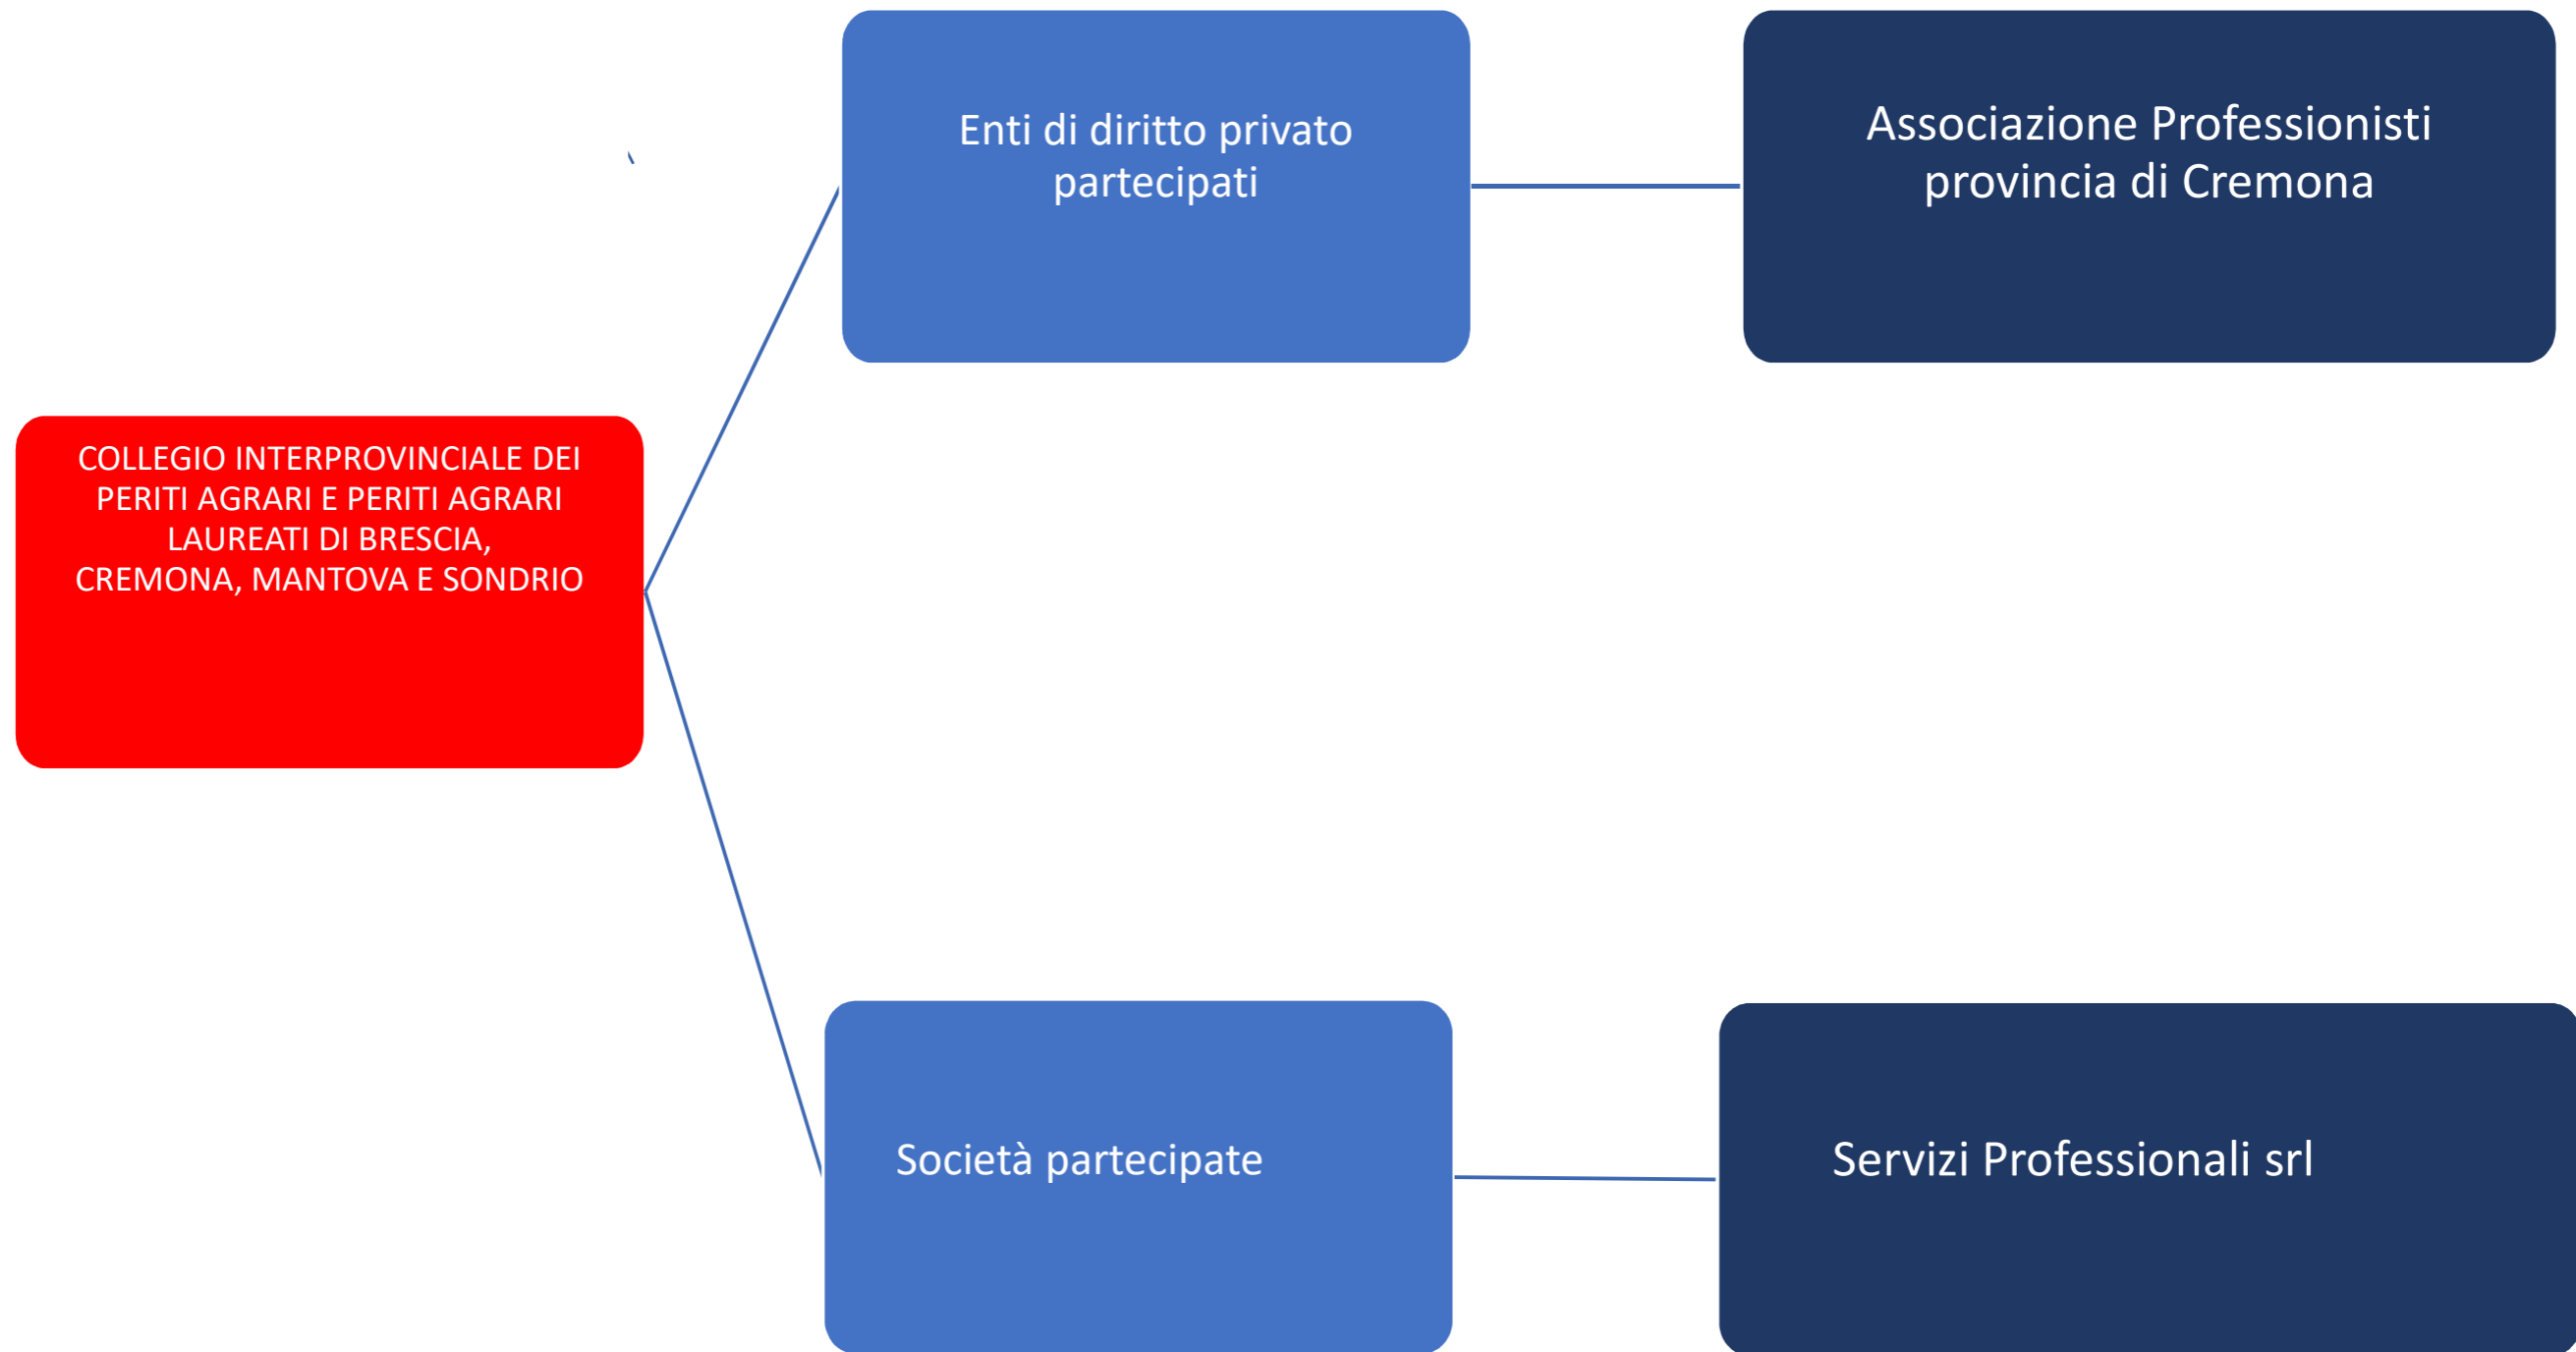 Enti di diritto privato
partecipati
Associazione Professionisti
provincia di Cremona
COLLEGIO INTERPROVINCIALE DEI
PERITI AGRARI E PERITI AGRARI
LAUREATI DI BRESCIA,
CREMONA, MANTOVA E SONDRIO
Società partecipate
Servizi Professionali srl